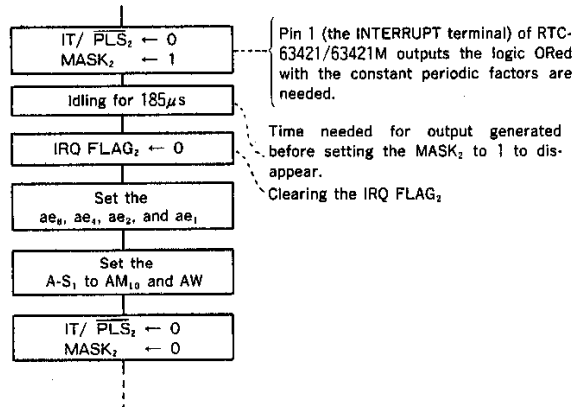 IT/ PLS₂ ← 0
MASK₂ ← 1
Pin 1 (the INTERRUPT terminal) of RTC-
63421/63421M outputs the logic ORed
with the constant periodic factors are
needed.
Idling for 185μs
Time needed for output generated
before setting the MASK₂ to 1 to dis-
appear.
IRQ FLAG₂ ← 0
Clearing the IRQ FLAG₂
Set the
ae₈, ae₄, ae₂, and ae₁
Set the
A-S₁ to AM₁₀ and AW
IT/ PLS₂ ← 0
MASK₂ ← 0